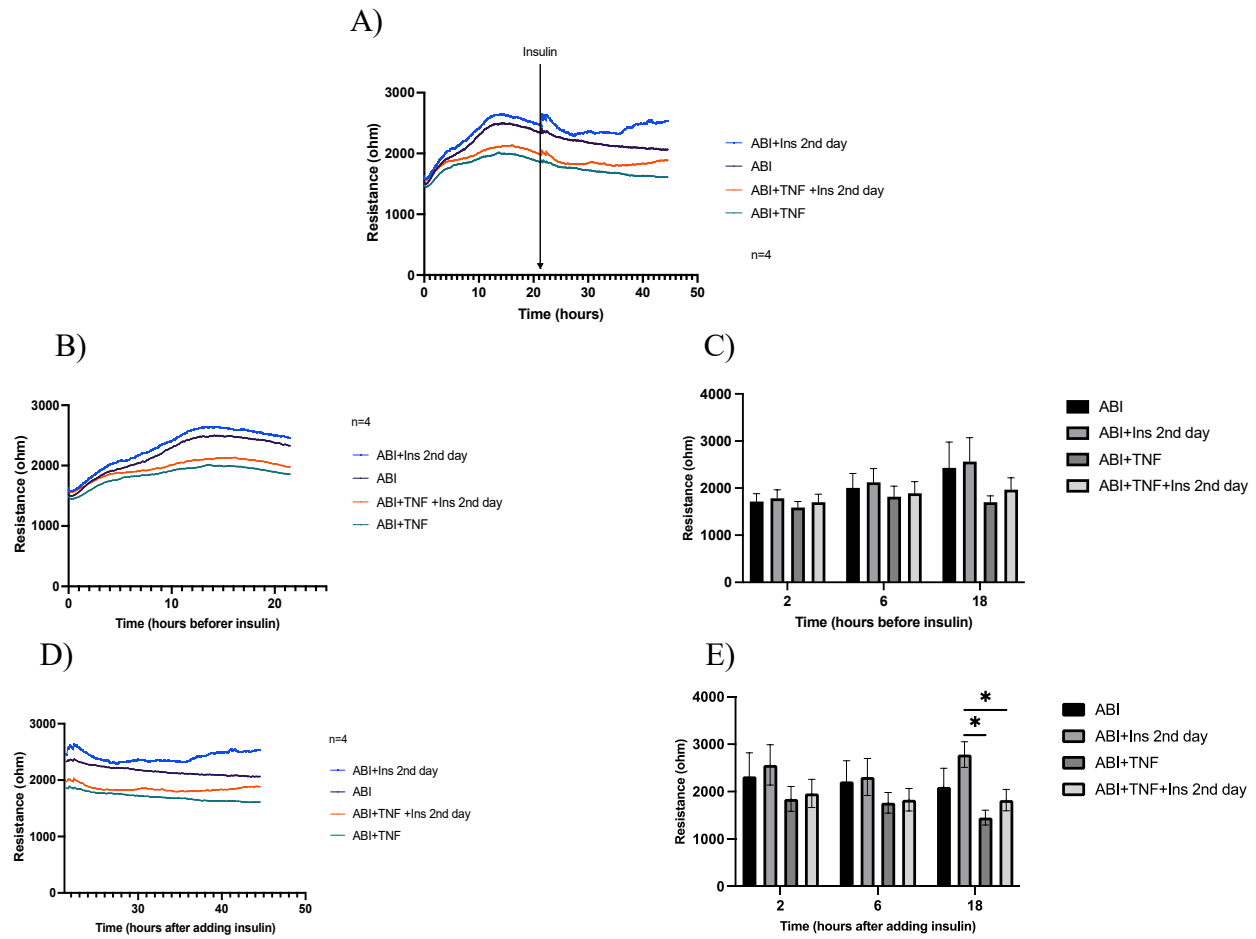 A)
Insulin
3000
2000
1000
0
Resistance (ohm)
0 10 20 30 40 50
Time (hours)
ABI+Ins 2nd day
ABI
ABI+TNF +Ins 2nd day
ABI+TNF
n=4
B)
3000
2000
1000
0
Resistance (ohm)
0 10 20
Time (hours beforer insulin)
n=4
ABI+Ins 2nd day
ABI
ABI+TNF +Ins 2nd day
ABI+TNF
C)
4000
3000
2000
1000
0
Resistance (ohm)
2 6 18
Time (hours before insulin)
ABI
ABI+Ins 2nd day
ABI+TNF
ABI+TNF+Ins 2nd day
D)
3000
2000
1000
0
Resistance (ohm)
30 40 50
Time (hours after adding insulin)
n=4
ABI+Ins 2nd day
ABI
ABI+TNF +Ins 2nd day
ABI+TNF
E)
4000
3000
2000
1000
0
Resistance (ohm)
*
*
2 6 18
Time (hours after adding insulin)
ABI
ABI+Ins 2nd day
ABI+TNF
ABI+TNF+Ins 2nd day